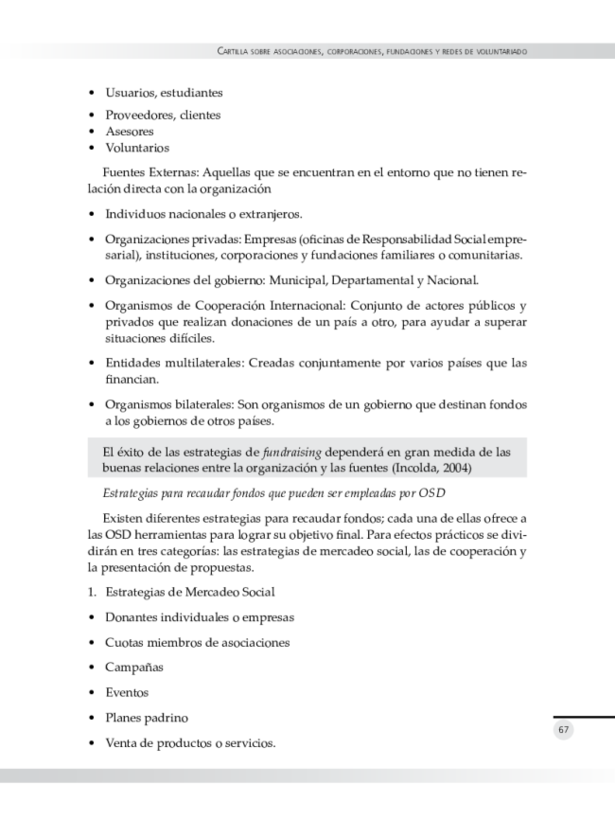 CARTILLA SOBRE ASOCIACIONES, CORPORACIONES, FUNDACIONES Y REDES DE VOLUNTARIADO
• Usuarios, estudiantes
• Proveedores, clientes
• Asesores
• Voluntarios
Fuentes Externas: Aquellas que se encuentran en el entorno que no tienen re-
lación directa con la organización
• Individuos nacionales o extranjeros.
• Organizaciones privadas: Empresas (oficinas de Responsabilidad Social empre-
sarial), instituciones, corporaciones y fundaciones familiares o comunitarias.
• Organizaciones del gobierno: Municipal, Departamental y Nacional.
• Organismos de Cooperación Internacional: Conjunto de actores públicos y
privados que realizan donaciones de un país a otro, para ayudar a superar
situaciones difíciles.
• Entidades multilaterales: Creadas conjuntamente por varios países que las
financian.
• Organismos bilaterales: Son organismos de un gobierno que destinan fondos
a los gobiernos de otros países.
El éxito de las estrategias de fundraising dependerá en gran medida de las
buenas relaciones entre la organización y las fuentes (Incolda, 2004)
Estrategias para recaudar fondos que pueden ser empleadas por OSD
Existen diferentes estrategias para recaudar fondos; cada una de ellas ofrece a
las OSD herramientas para lograr su objetivo final. Para efectos prácticos se divi-
dirán en tres categorías: las estrategias de mercadeo social, las de cooperación y
la presentación de propuestas.
1. Estrategias de Mercadeo Social
• Donantes individuales o empresas
• Cuotas miembros de asociaciones
• Campañas
• Eventos
• Planes padrino
• Venta de productos o servicios.
67